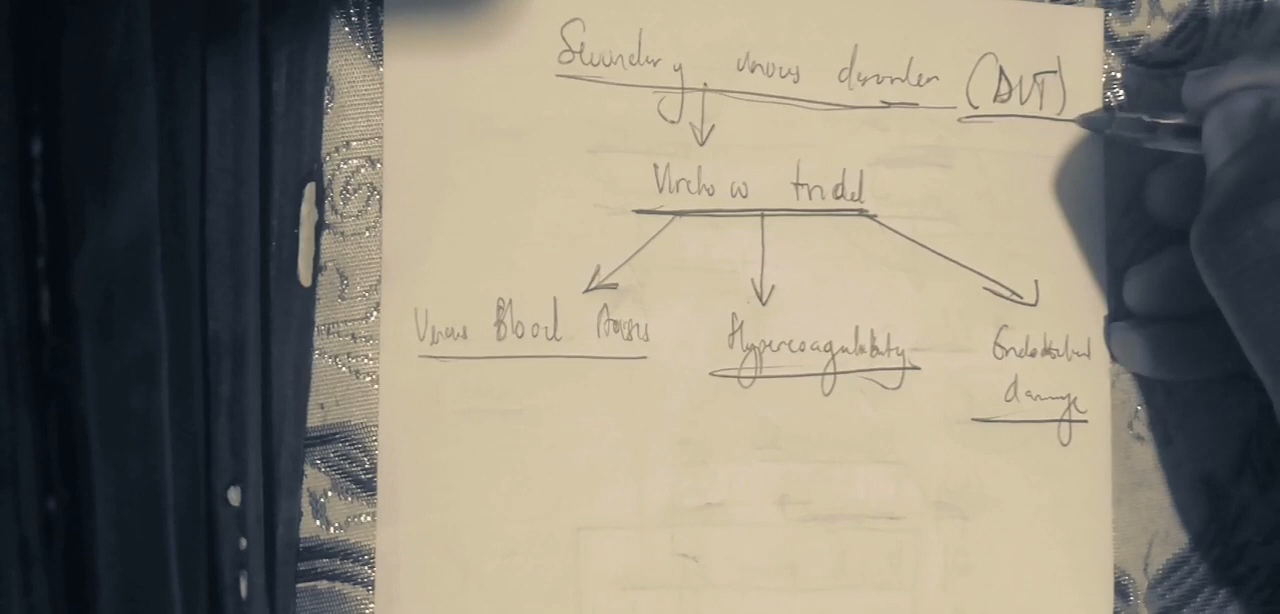 Secondary venous disorder (DVT)
Virchow triad
Venous Blood Stasis
Hypercoagulability
Endothelial
damage